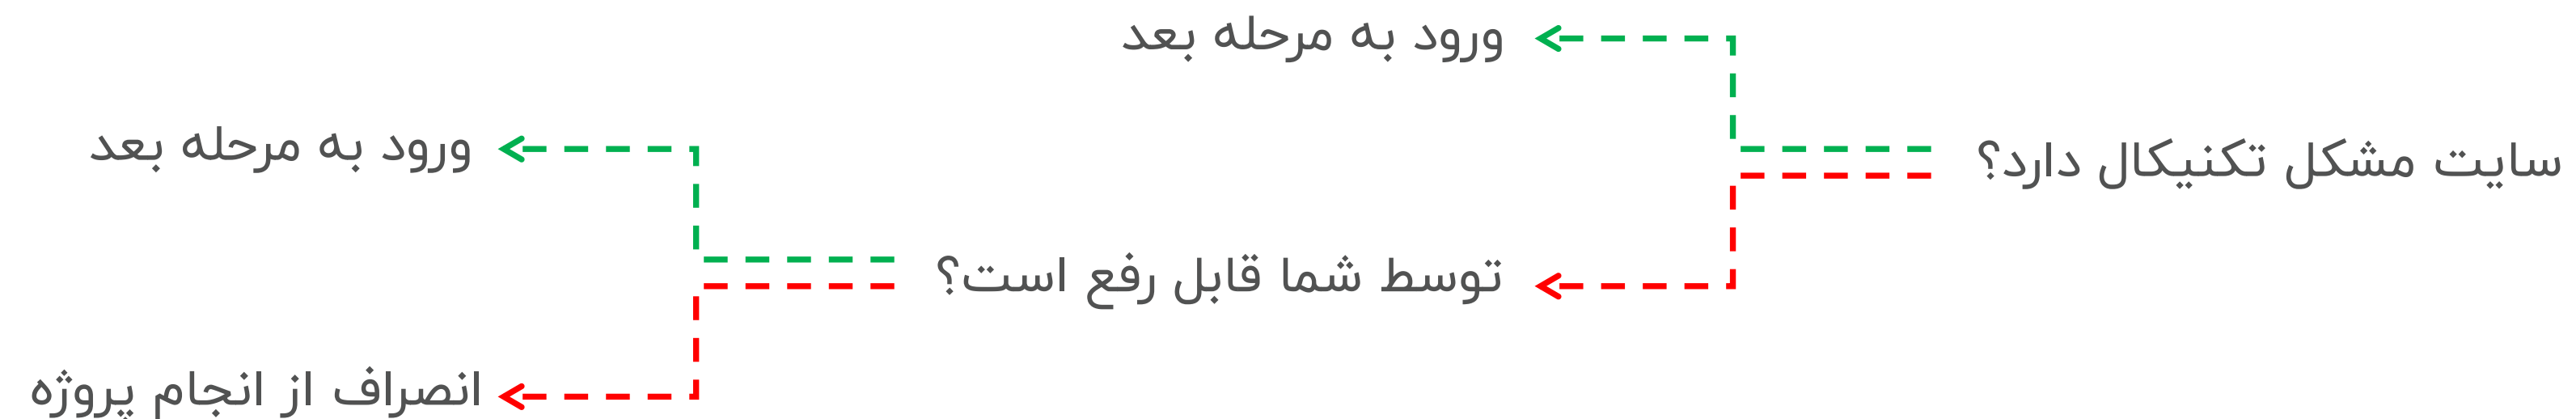 سایت مشکل تکنیکال دارد؟
ورود به مرحله بعد
توسط شما قابل رفع است؟
ورود به مرحله بعد
انصراف از انجام پروژه